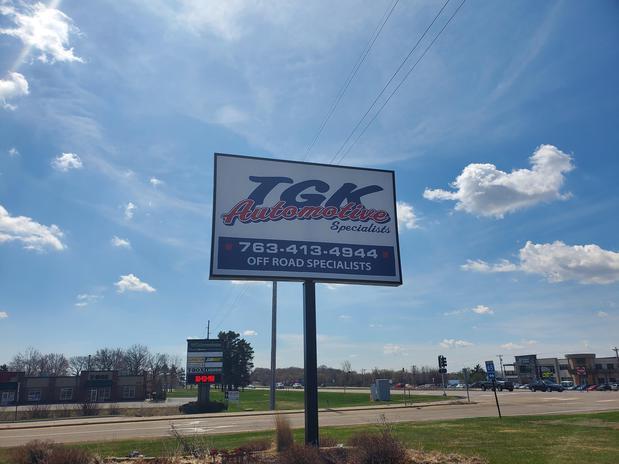 TGK
Automotive
Specialists
763-413-4944
OFF ROAD SPECIALISTS